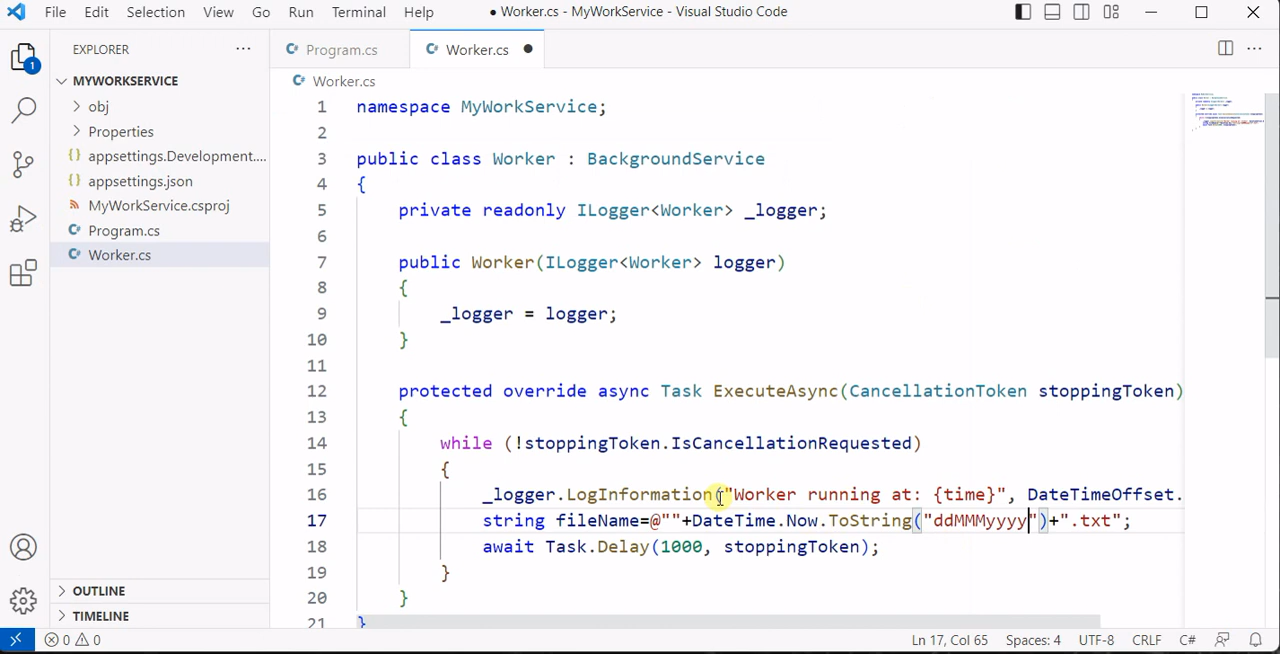 File Edit Selection View Go Run Terminal Help ● Worker.cs - MyWorkService - Visual Studio Code
EXPLORER ···
Program.cs
Worker.cs ●
1
MYWORKSERVICE
obj
Properties
appsettings.Development....
appsettings.json
MyWorkService.csproj
Program.cs
Worker.cs
OUTLINE
TIMELINE
Worker.cs
1 namespace MyWorkService;
2
3 public class Worker : BackgroundService
4 {
5 private readonly ILogger<Worker> _logger;
6
7 public Worker(ILogger<Worker> logger)
8 {
9 _logger = logger;
10 }
11
12 protected override async Task ExecuteAsync(CancellationToken stoppingToken)
13 {
14 while (!stoppingToken.IsCancellationRequested)
15 {
16 _logger.LogInformation("Worker running at: {time}", DateTimeOffset.
17 string fileName=@""+DateTime.Now.ToString("ddMMMyyyy")+".txt";
18 await Task.Delay(1000, stoppingToken);
19 }
20 }
21 }
0 0 Ln 17, Col 65 Spaces: 4 UTF-8 CRLF C#